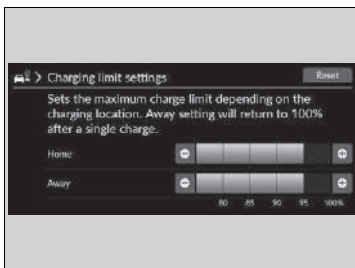 > Charging limit settings Reset
Sets the maximum charge limit depending on the
charging location. Away setting will return to 100%
after a single charge.
Home
Away
80 85 90 95 100%